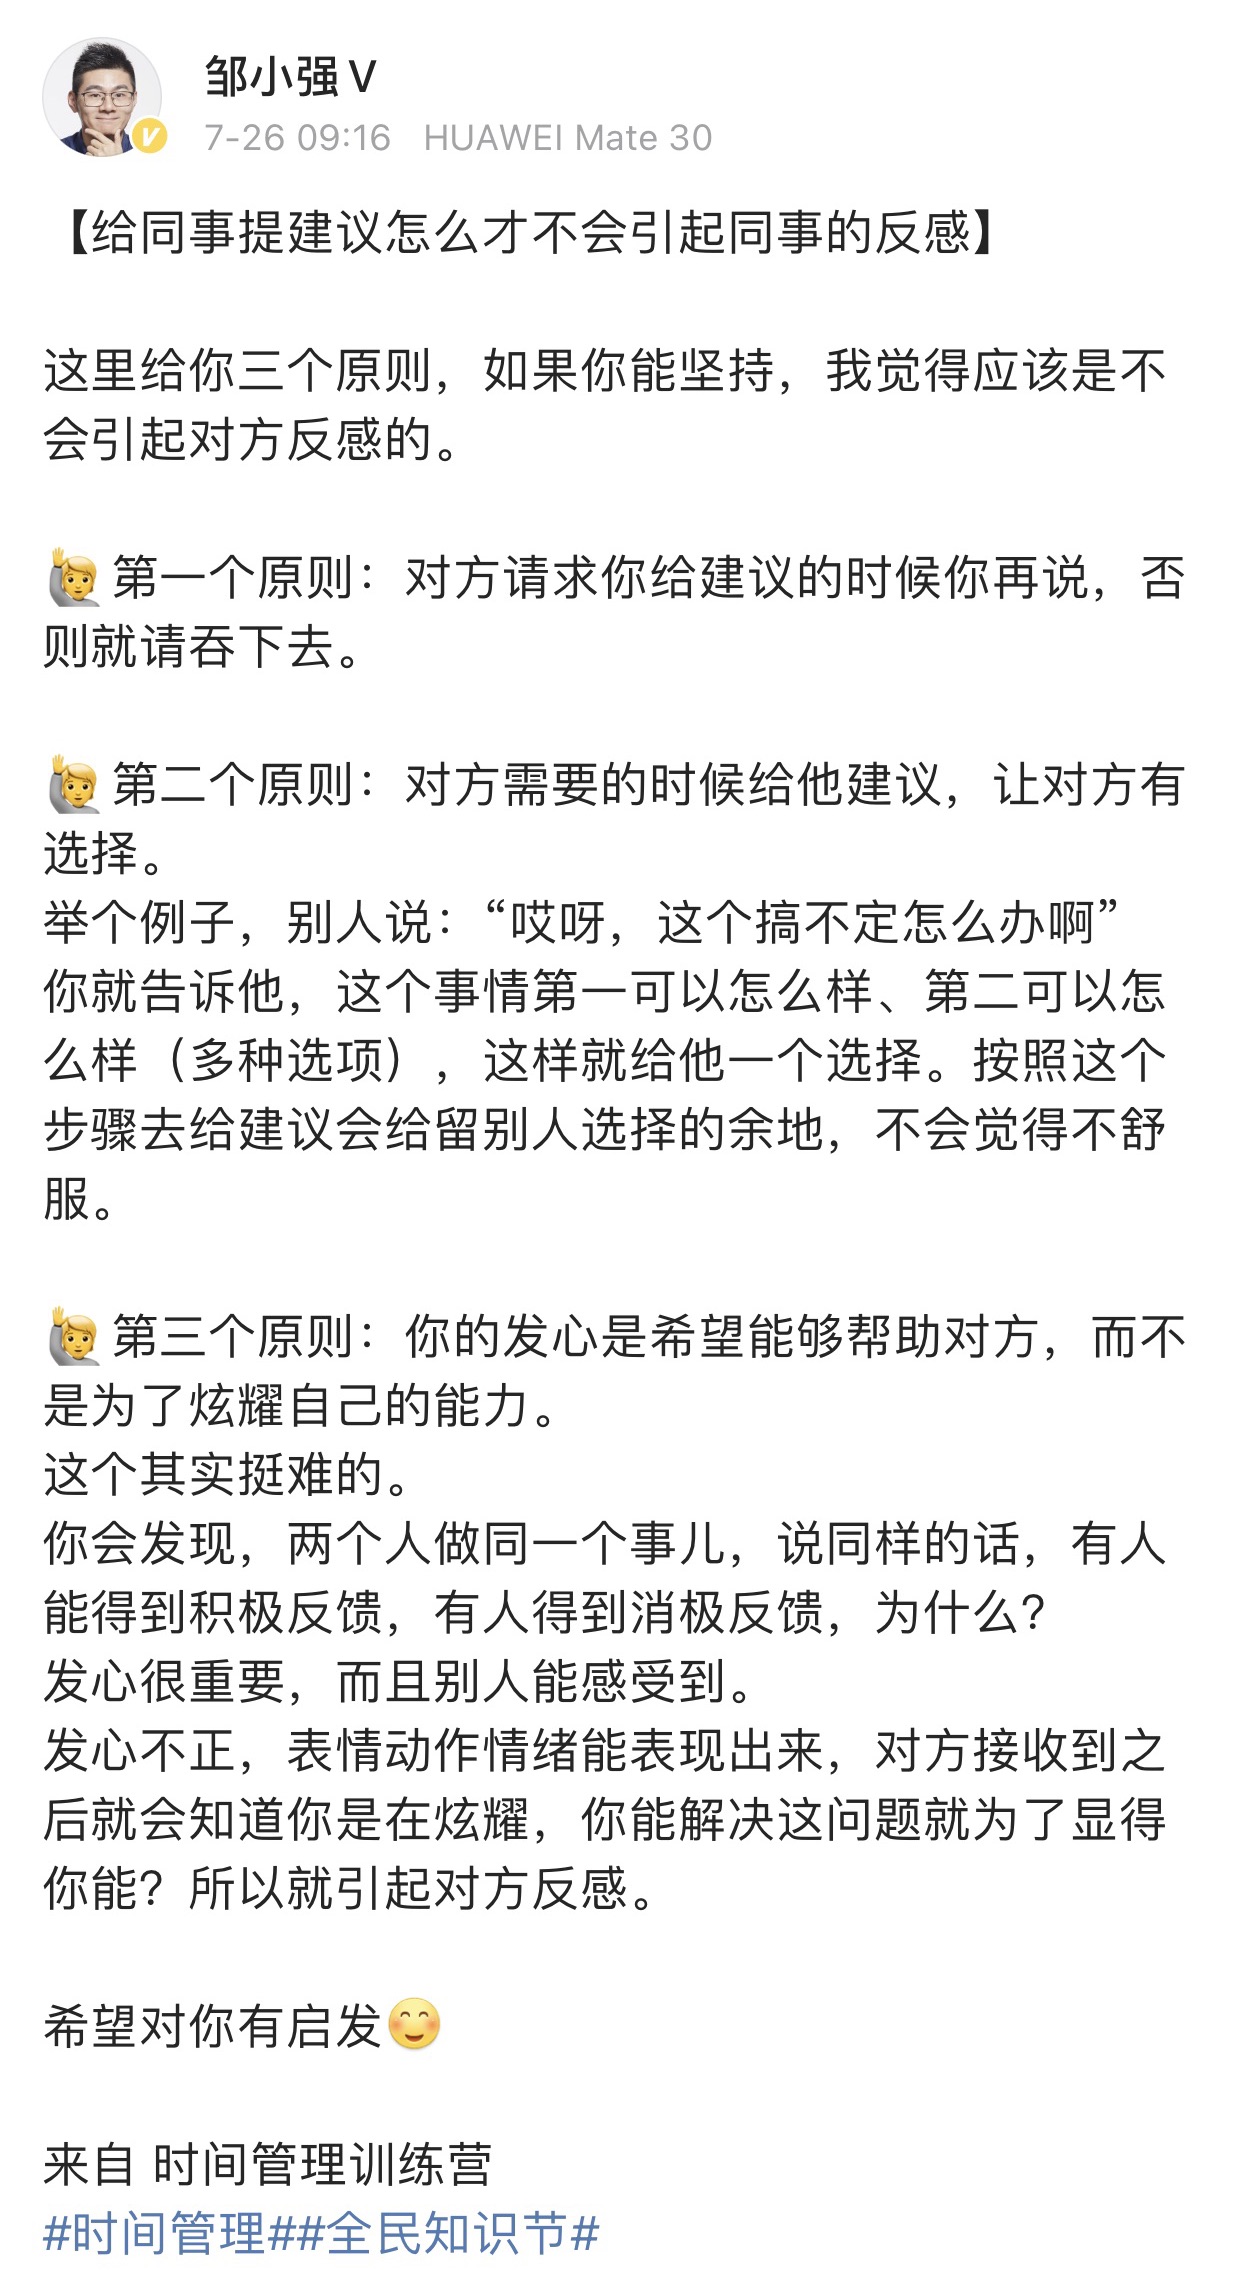 邹小强V
7-26 09:16 HUAWEI Mate 30
【给同事提建议怎么才不会引起同事的反感】
这里给你三个原则，如果你能坚持，我觉得应该是不
会引起对方反感的。
🙋第一个原则：对方请求你给建议的时候你再说，否
则就请吞下去。
🙋第二个原则：对方需要的时候给他建议，让对方有
选择。
举个例子，别人说：“哎呀，这个搞不定怎么办啊”
你就告诉他，这个事情第一可以怎么样、第二可以怎
么样（多种选项），这样就给他一个选择。按照这个
步骤去给建议会给留别人选择的余地，不会觉得不舒
服。
🙋第三个原则：你的发心是希望能够帮助对方，而不
是为了炫耀自己的能力。
这个其实挺难的。
你会发现，两个人做同一个事儿，说同样的话，有人
能得到积极反馈，有人得到消极反馈，为什么？
发心很重要，而且别人能感受到。
发心不正，表情动作情绪能表现出来，对方接收到之
后就会知道你是在炫耀，你能解决这问题就为了显得
你能？所以就引起对方反感。
希望对你有启发😊
来自 时间管理训练营
#时间管理##全民知识节#